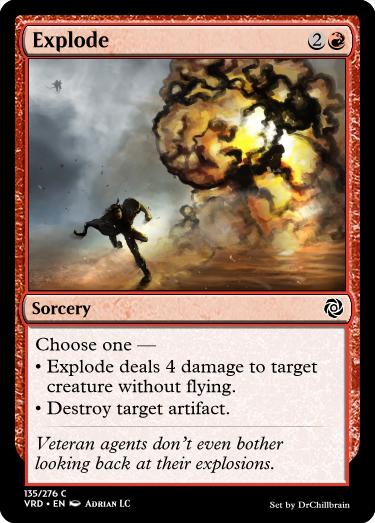 Explode 2
Sorcery
Choose one —
• Explode deals 4 damage to target
creature without flying.
• Destroy target artifact.
Veteran agents don't even bother
looking back at their explosions.
135/276 C
VRD • EN Adrian LC
Set by DrChillbrain